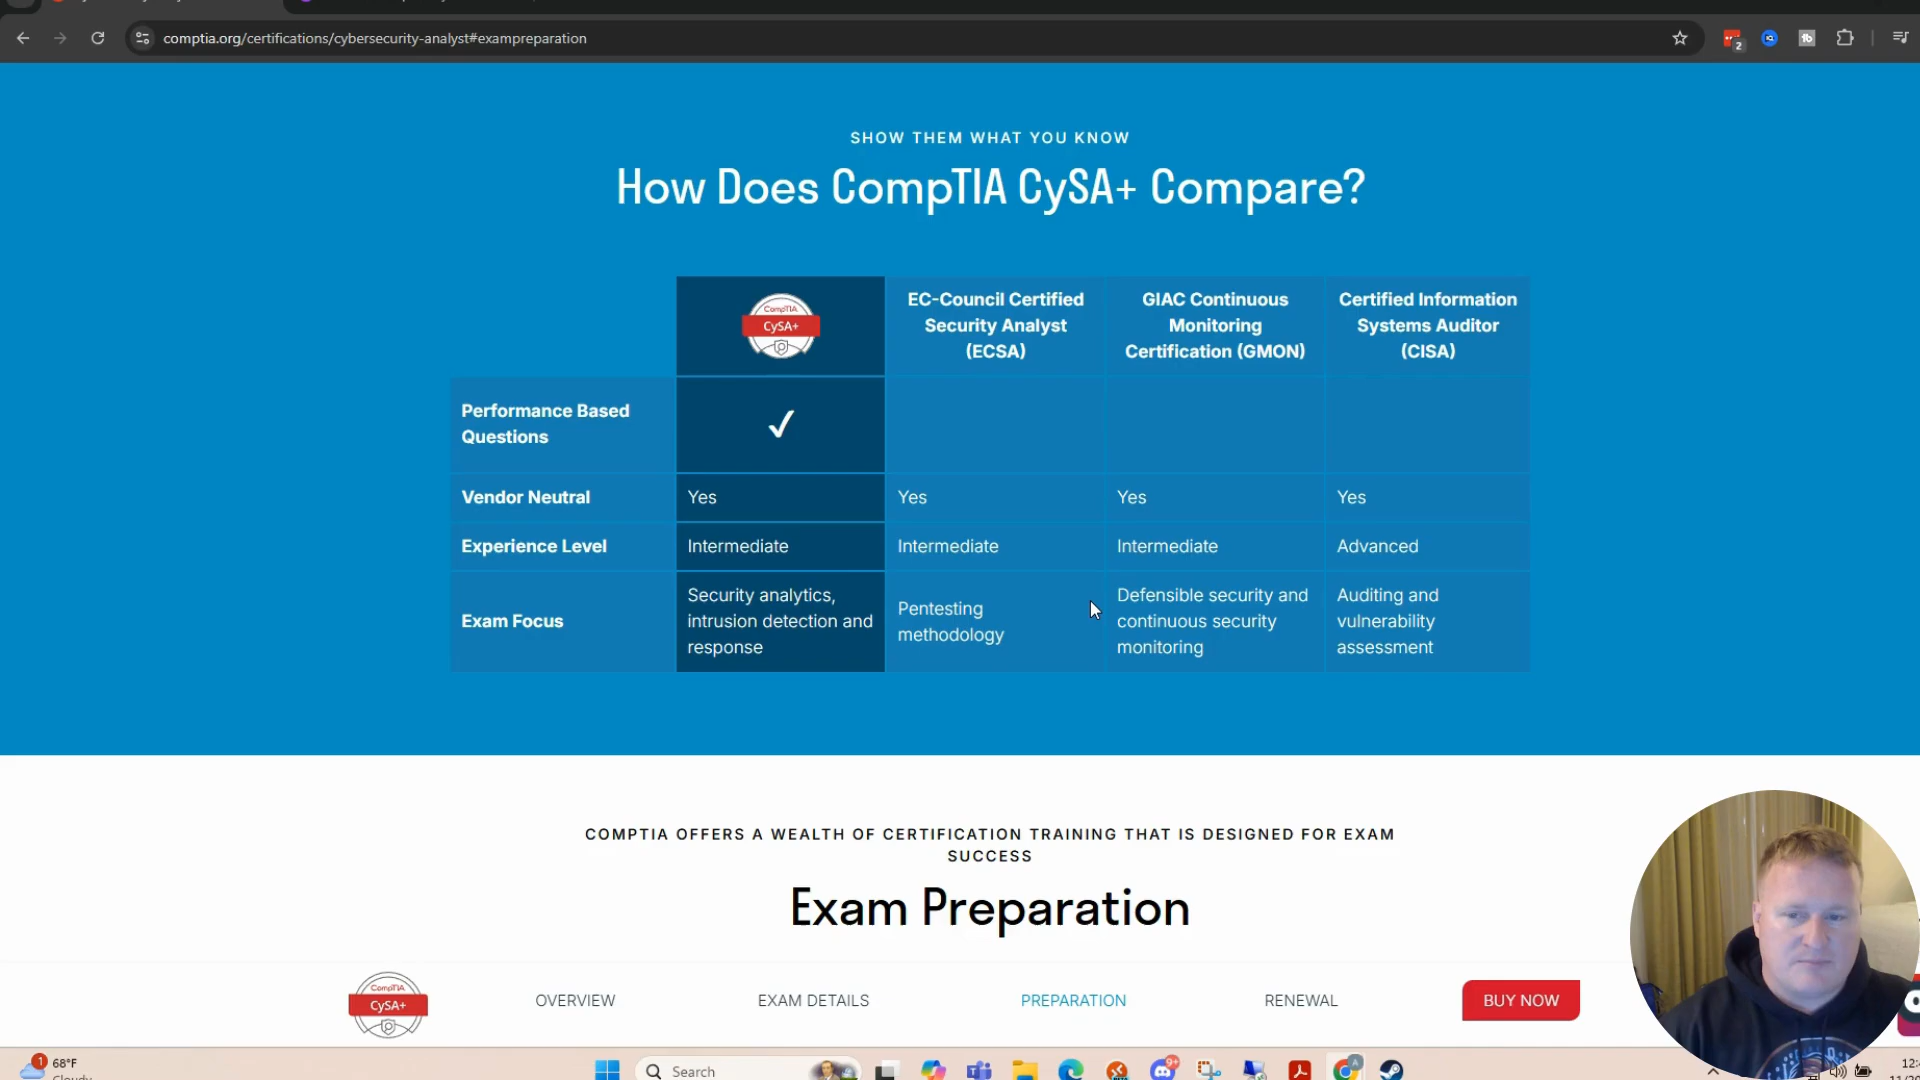 comptia.org/certifications/cybersecurity-analyst#exampreparation
2
SHOW THEM WHAT YOU KNOW
How Does CompTIA CySA+ Compare?
CompTIA
CySA+
EC-Council Certified
Security Analyst
(ECSA)
GIAC Continuous
Monitoring
Certification (GMON)
Certified Information
Systems Auditor
(CISA)
Performance Based
Questions
Vendor Neutral
Yes
Yes
Yes
Yes
Experience Level
Intermediate
Intermediate
Intermediate
Advanced
Exam Focus
Security analytics,
intrusion detection and
response
Pentesting
methodology
Defensible security and
continuous security
monitoring
Auditing and
vulnerability
assessment
COMPTIA OFFERS A WEALTH OF CERTIFICATION TRAINING THAT IS DESIGNED FOR EXAM
SUCCESS
Exam Preparation
CompTIA
CySA+
OVERVIEW
EXAM DETAILS
PREPARATION
RENEWAL
BUY NOW
1
68°F
Cloudy
Search
9+